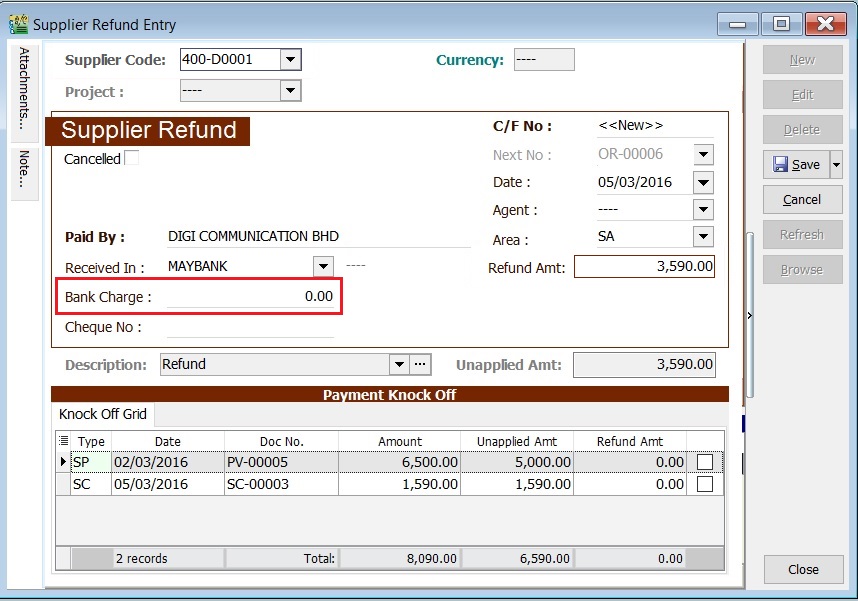 Supplier Refund Entry
Attachments...
Note...
Supplier Code: 400-D0001 Currency: ----
Project : ----
Supplier Refund
Cancelled
C/F No : <<New>>
Next No : OR-00006
Date : 05/03/2016
Agent : ----
Paid By : DIGI COMMUNICATION BHD
Area : SA
Received In : MAYBANK ----
Refund Amt: 3,590.00
Bank Charge : 0.00
Cheque No :
Description: Refund ... Unapplied Amt: 3,590.00
Payment Knock Off
Knock Off Grid
Type Date Doc No. Amount Unapplied Amt Refund Amt
SP 02/03/2016 PV-00005 6,500.00 5,000.00 0.00
SC 05/03/2016 SC-00003 1,590.00 1,590.00 0.00
2 records Total: 8,090.00 6,590.00 0.00
New
Edit
Delete
Save
Cancel
Refresh
Browse
Close